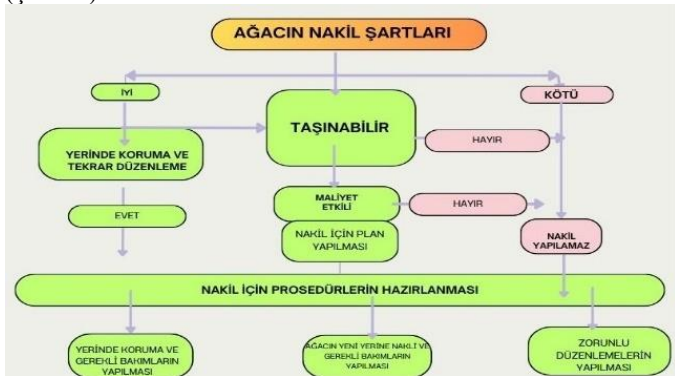 AĞACIN NAKİL ŞARTLARI
İYİ
KÖTÜ
TAŞINABİLİR
HAYIR
YERİNDE KORUMA VE
TEKRAR DÜZENLEME
MALİYET
ETKİLİ
HAYIR
EVET
NAKİL İÇİN PLAN
YAPILMASI
NAKİL
YAPILAMAZ
NAKİL İÇİN PROSEDÜRLERİN HAZIRLANMASI
YERİNDE KORUMA VE
GEREKLİ BAKIMLARIN
YAPILMASI
AĞACIN YENİ YERİNE NAKLİ VE
GEREKLİ BAKIMLARIN
YAPILMASI
ZORUNLU
DÜZENLEMELERİN
YAPILMASI